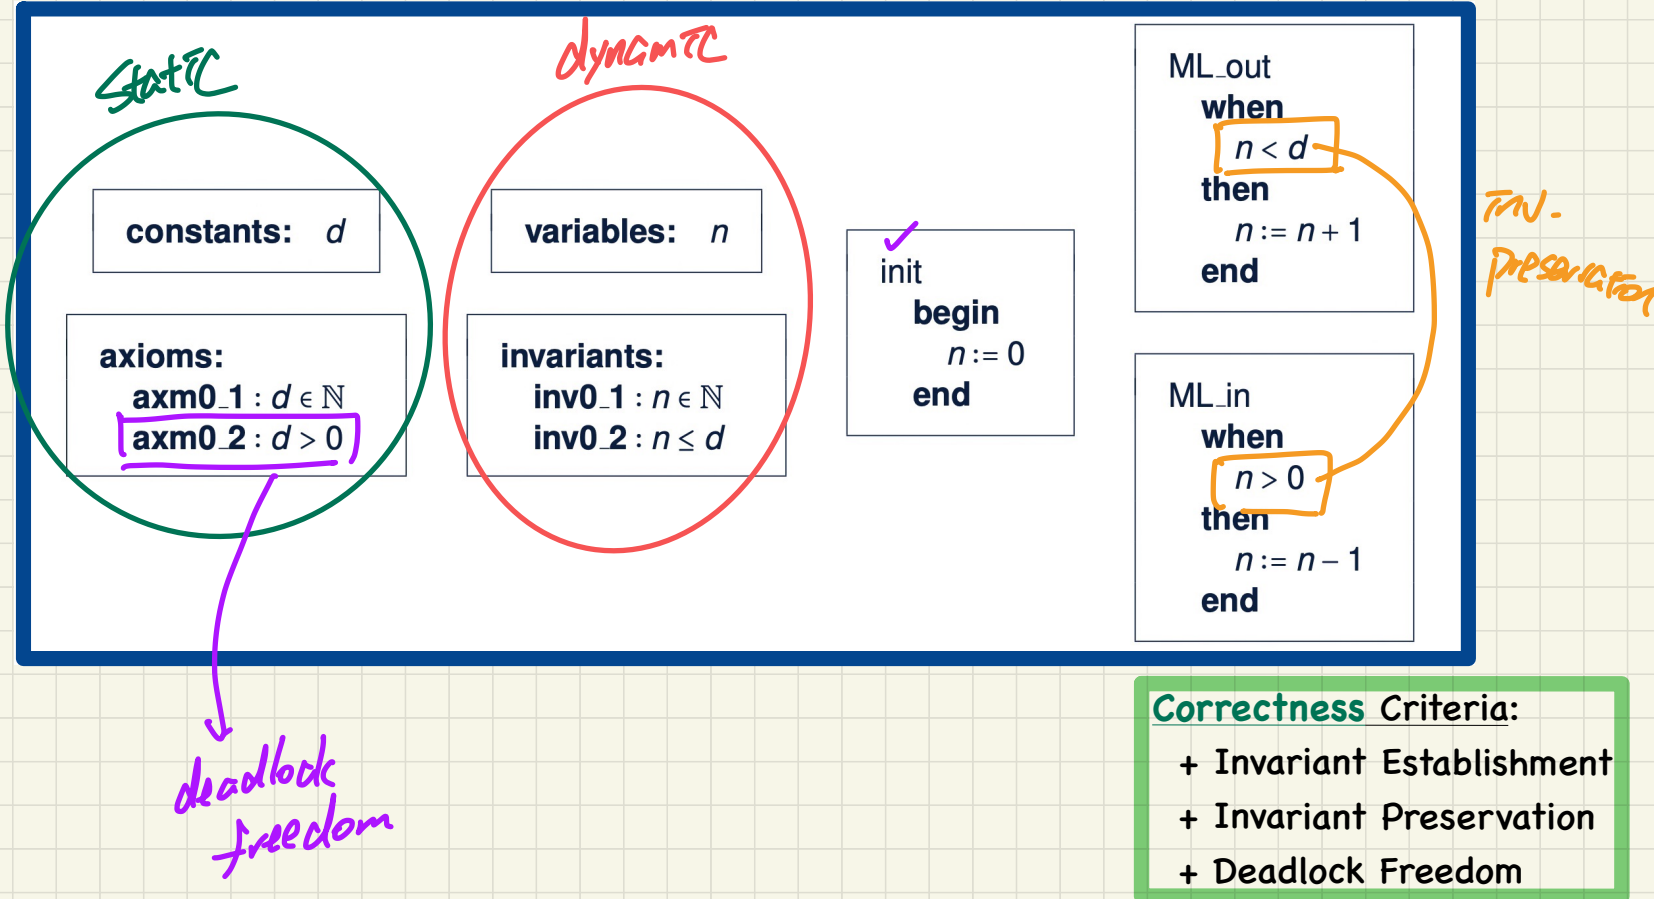 static
dynamic
constants: d
axioms:
axm0_1 : d ∈ ℕ
axm0_2 : d > 0
variables: n
invariants:
inv0_1 : n ∈ ℕ
inv0_2 : n ≤ d
✓
init
begin
n := 0
end
ML_out
when
n < d
then
n := n + 1
end
ML_in
when
n > 0
then
n := n − 1
end
inv.
preservation
deadlock
freedom
Correctness Criteria:
+ Invariant Establishment
+ Invariant Preservation
+ Deadlock Freedom